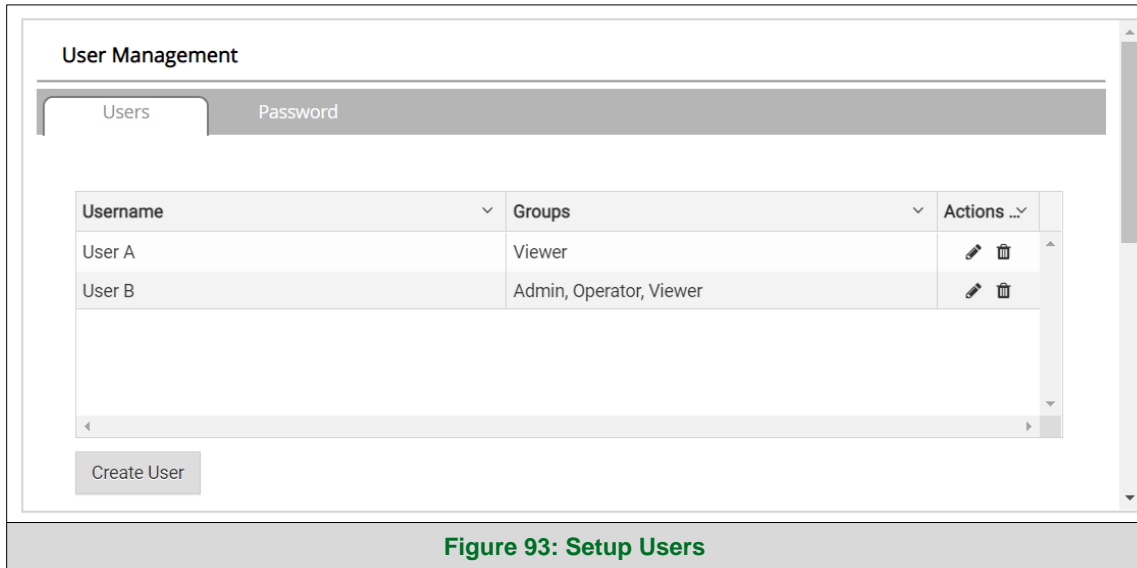 User Management
Users Password
Username Groups Actions ...
User A Viewer
User B Admin, Operator, Viewer
Create User
Figure 93: Setup Users